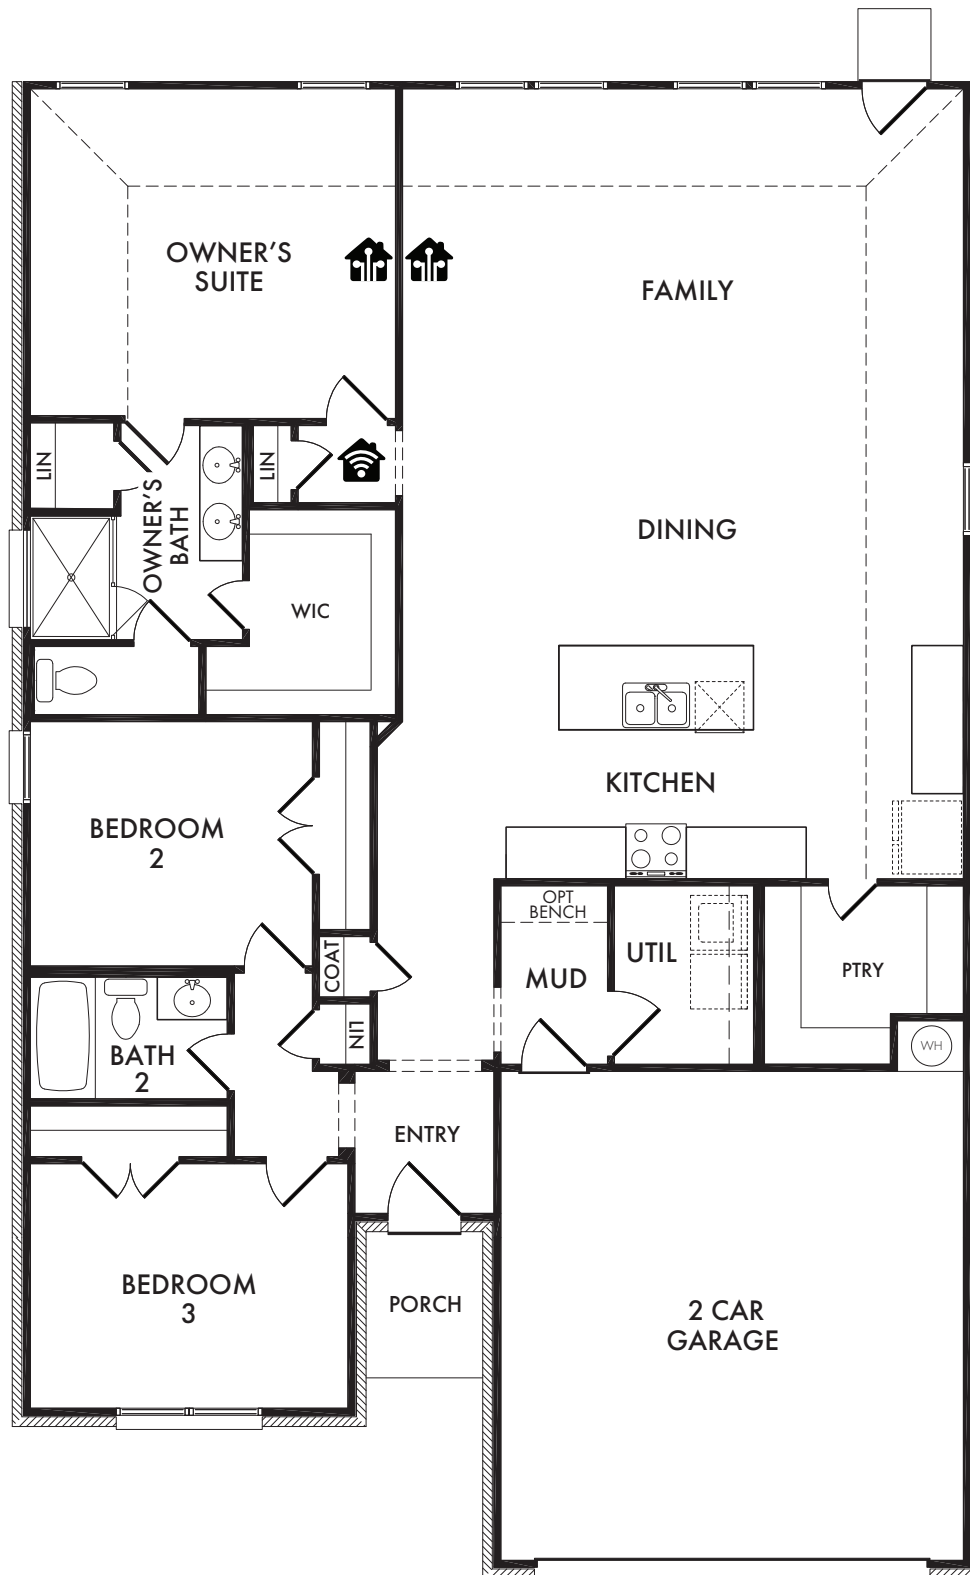 OWNER'S
SUITE
FAMILY
LIN
LIN
OWNER'S
BATH
DINING
WIC
KITCHEN
BEDROOM
2
OPT
BENCH
COAT
MUD
UTIL
PTRY
LIN
BATH
2
WH
ENTRY
BEDROOM
3
PORCH
2 CAR
GARAGE